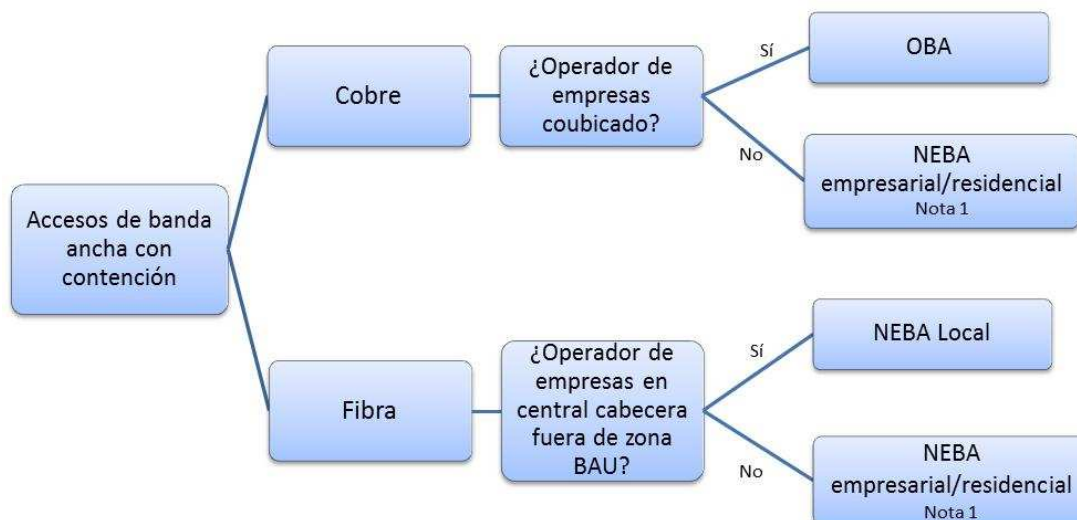 Accesos de banda
ancha con
contención
Cobre
¿Operador de
empresas
coubicado?
Sí
OBA
No
NEBA
empresarial/residencial
Nota 1
Fibra
¿Operador de
empresas en
central cabecera
fuera de zona
BAU?
Sí
NEBA Local
No
NEBA
empresarial/residencial
Nota 1